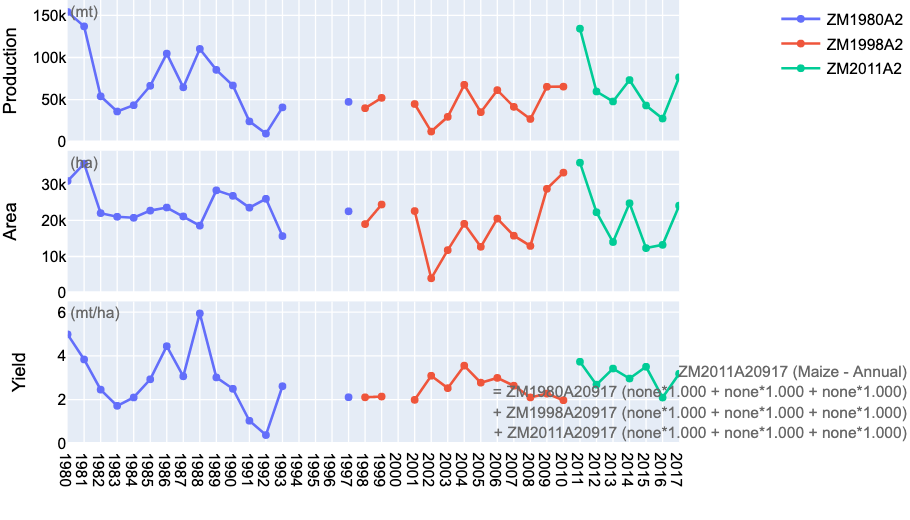 (mt)
150k
100k
50k
0
Production
ZM1980A2
ZM1998A2
ZM2011A2
(ha)
30k
20k
10k
0
Area
(mt/ha)
6
4
2
0
Yield
ZM2011A20917 (Maize - Annual)
= ZM1980A20917 (none*1.000 + none*1.000 + none*1.000)
+ ZM1998A20917 (none*1.000 + none*1.000 + none*1.000)
+ ZM2011A20917 (none*1.000 + none*1.000 + none*1.000)
1980
1981
1982
1983
1984
1985
1986
1987
1988
1989
1990
1991
1992
1993
1994
1995
1996
1997
1998
1999
2000
2001
2002
2003
2004
2005
2006
2007
2008
2009
2010
2011
2012
2013
2014
2015
2016
2017